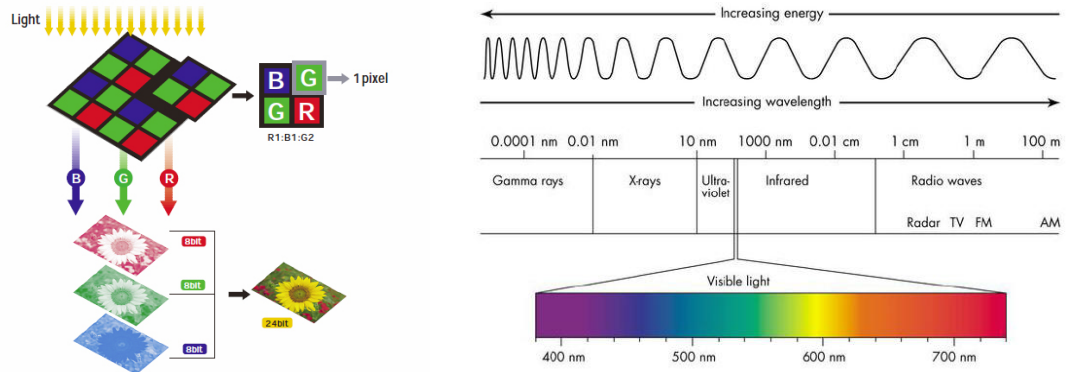 Light
B G
1 pixel
G R
R1:B1:G2
B G R
8bit
8bit
24bit
8bit
Increasing energy
Increasing wavelength
0.0001 nm 0.01 nm 10 nm 1000 nm 0.01 cm 1 cm 1 m 100 m
Gamma rays X-rays Ultra-
violet Infrared Radio waves
Radar TV FM AM
Visible light
400 nm 500 nm 600 nm 700 nm